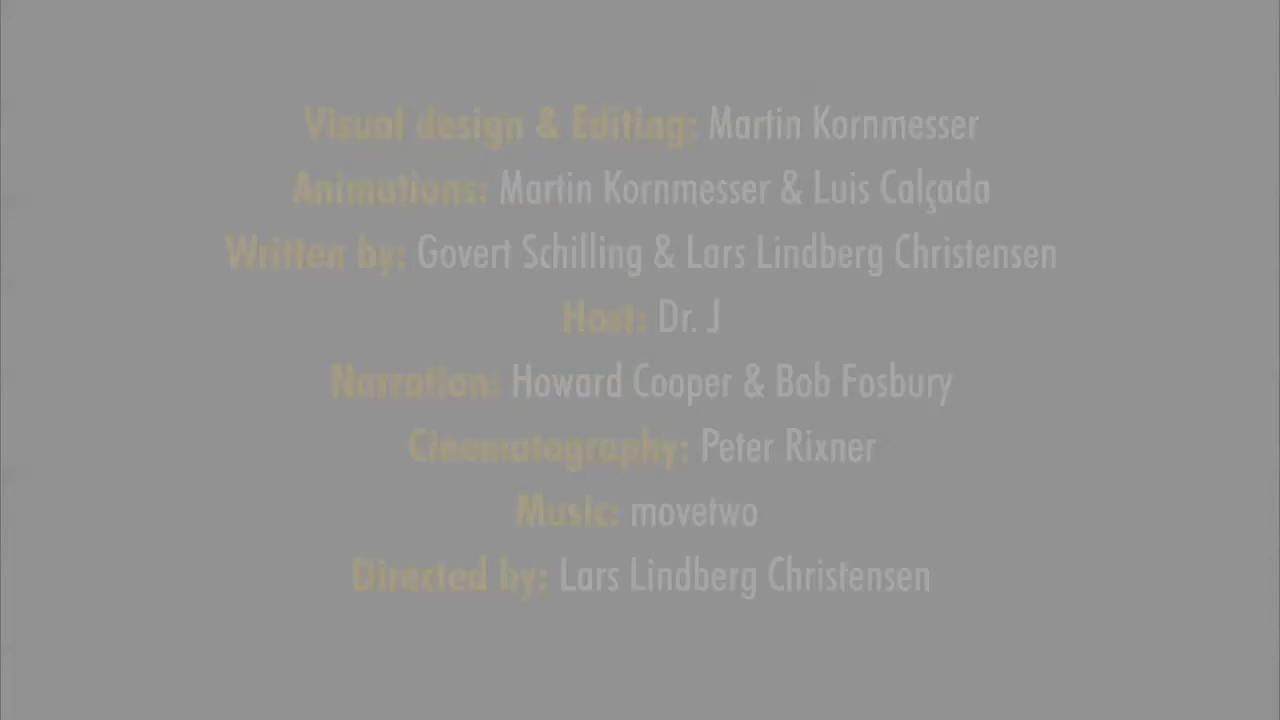 Visual design & Editing: Martin Kornmesser
Animations: Martin Kornmesser & Luis Calçada
Written by: Govert Schilling & Lars Lindberg Christensen
Host: Dr. J
Narration: Howard Cooper & Bob Fosbury
Cinematography: Peter Rixner
Music: movetwo
Directed by: Lars Lindberg Christensen